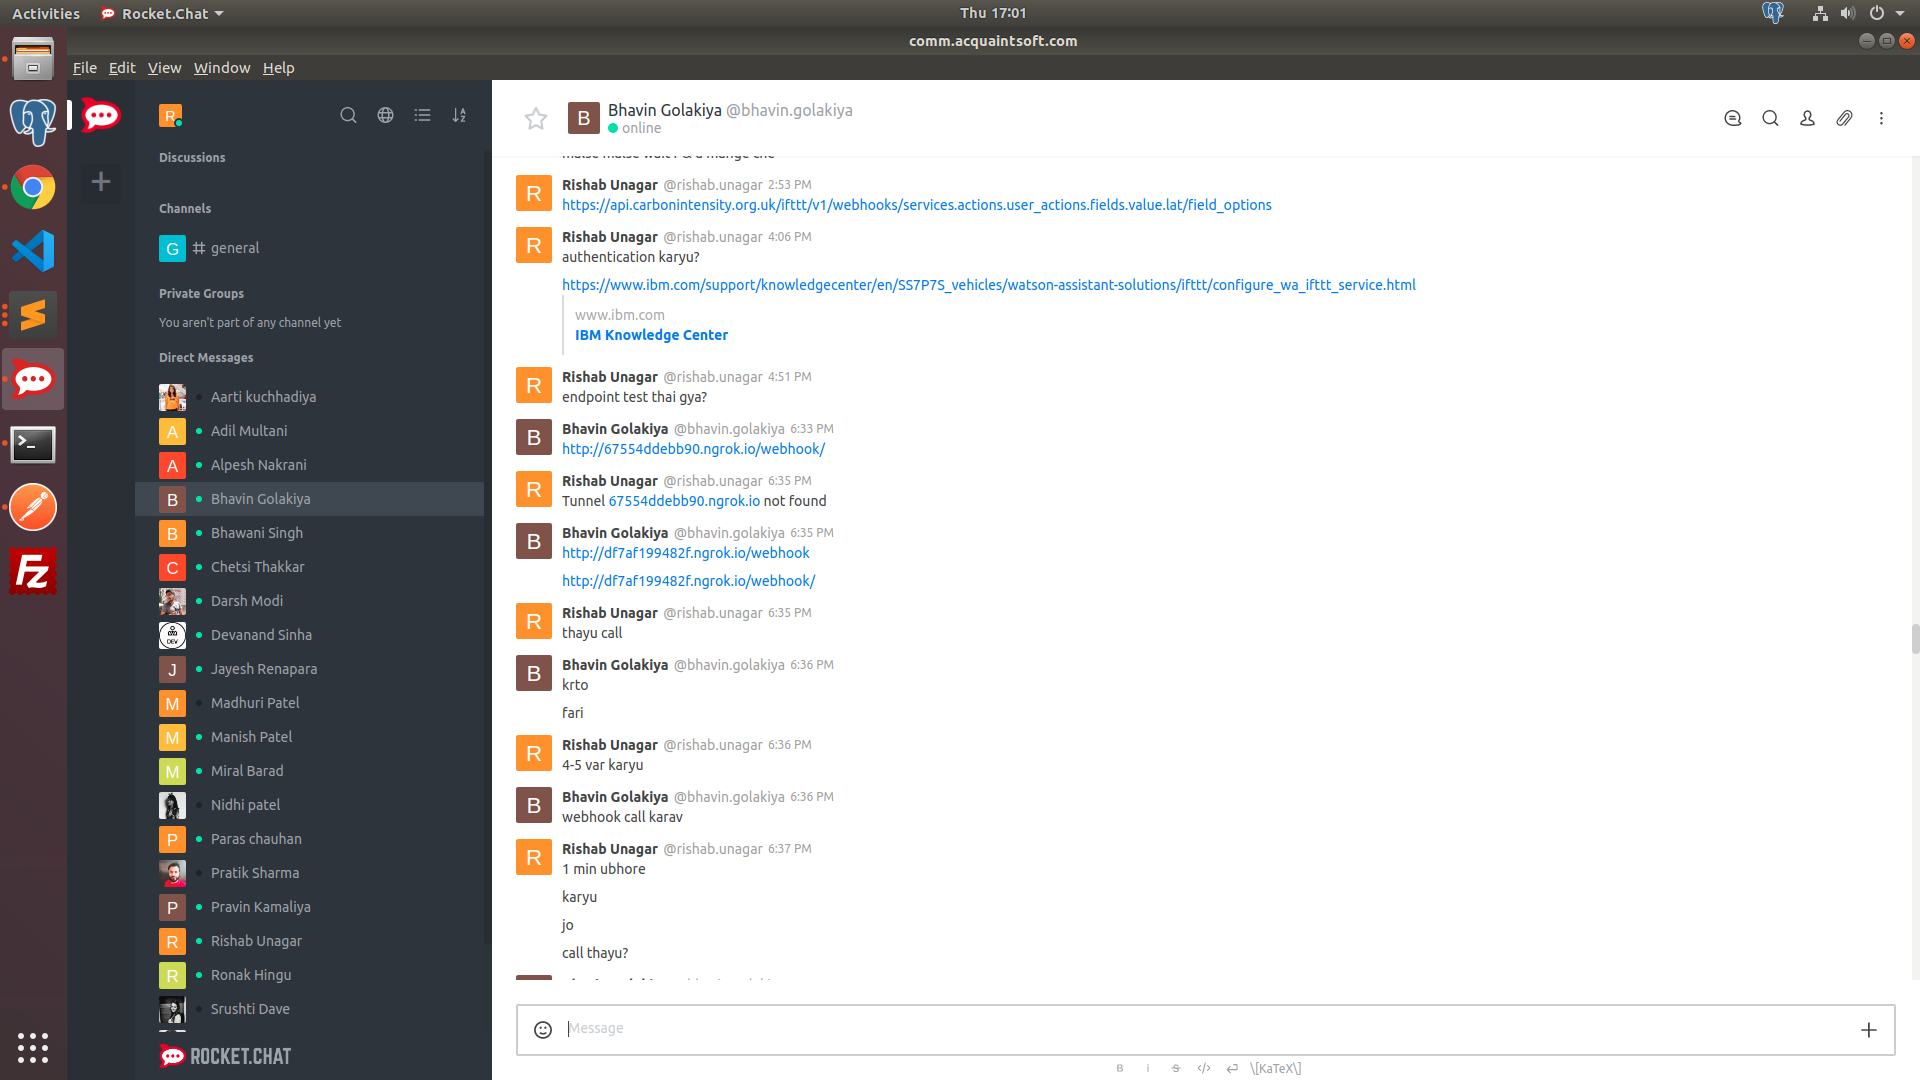 Activities
Rocket.Chat
Thu 17:01
comm.acquaintsoft.com
File Edit View Window Help
R
Discussions
Channels
G # general
Private Groups
You aren't part of any channel yet
Direct Messages
Aarti kuchhadiya
A Adil Multani
A Alpesh Nakrani
B Bhavin Golakiya
B Bhawani Singh
C Chetsi Thakkar
Darsh Modi
DEV Devanand Sinha
J Jayesh Renapara
M Madhuri Patel
M Manish Patel
M Miral Barad
Nidhi patel
P Paras chauhan
Pratik Sharma
P Pravin Kamaliya
R Rishab Unagar
R Ronak Hingu
Srushti Dave
ROCKET.CHAT
B Bhavin Golakiya @bhavin.golakiya
online
R Rishab Unagar @rishab.unagar 2:53 PM
https://api.carbonintensity.org.uk/ifttt/v1/webhooks/services.actions.user_actions.fields.value.lat/field_options
R Rishab Unagar @rishab.unagar 4:06 PM
authentication karyu?
https://www.ibm.com/support/knowledgecenter/en/SS7P7S_vehicles/watson-assistant-solutions/ifttt/configure_wa_ifttt_service.html
www.ibm.com
IBM Knowledge Center
R Rishab Unagar @rishab.unagar 4:51 PM
endpoint test thai gya?
B Bhavin Golakiya @bhavin.golakiya 6:33 PM
http://67554ddebb90.ngrok.io/webhook/
R Rishab Unagar @rishab.unagar 6:35 PM
Tunnel 67554ddebb90.ngrok.io not found
B Bhavin Golakiya @bhavin.golakiya 6:35 PM
http://df7af199482f.ngrok.io/webhook
http://df7af199482f.ngrok.io/webhook/
R Rishab Unagar @rishab.unagar 6:35 PM
thayu call
B Bhavin Golakiya @bhavin.golakiya 6:36 PM
krto
fari
R Rishab Unagar @rishab.unagar 6:36 PM
4-5 var karyu
B Bhavin Golakiya @bhavin.golakiya 6:36 PM
webhook call karav
R Rishab Unagar @rishab.unagar 6:37 PM
1 min ubhore
karyu
jo
call thayu?
Message
B i S </> \[KaTeX\]